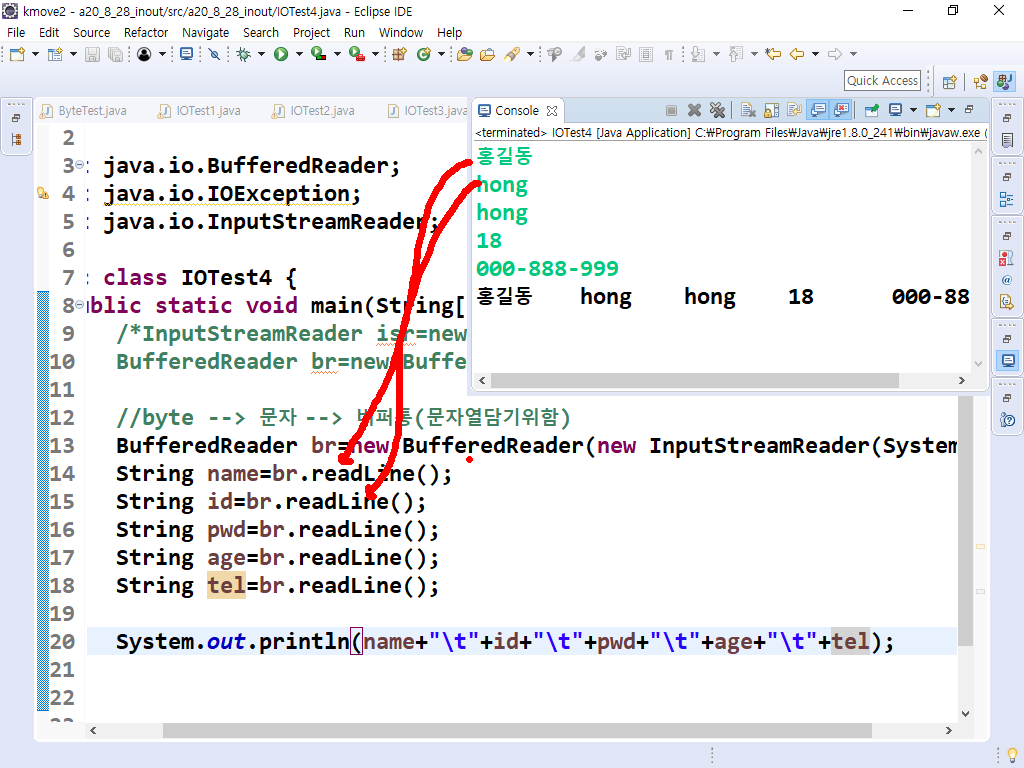 kmove2 - a20_8_28_inout/src/a20_8_28_inout/IOTest4.java - Eclipse IDE
File Edit Source Refactor Navigate Search Project Run Window Help
Quick Access
ByteTest.java IOTest1.java IOTest2.java IOTest3.java
Console
<terminated> IOTest4 [Java Application] C:₩Program Files₩Java₩jre1.8.0_241₩bin₩javaw.exe (
홍길동
hong
hong
18
000-888-999
홍길동 hong hong 18 000-88
2
3 : java.io.BufferedReader;
4 : java.io.IOException;
5 : java.io.InputStreamReader;
6
7 : class IOTest4 {
8 ublic static void main(String[
9 /*InputStreamReader isr=new
10 BufferedReader br=new Buffe
11
12 //byte --> 문자 --> 버퍼통(문자열담기위함)
13 BufferedReader br=new BufferedReader(new InputStreamReader(System
14 String name=br.readLine();
15 String id=br.readLine();
16 String pwd=br.readLine();
17 String age=br.readLine();
18 String tel=br.readLine();
19
20 System.out.println(name+"\t"+id+"\t"+pwd+"\t"+age+"\t"+tel);
21
22